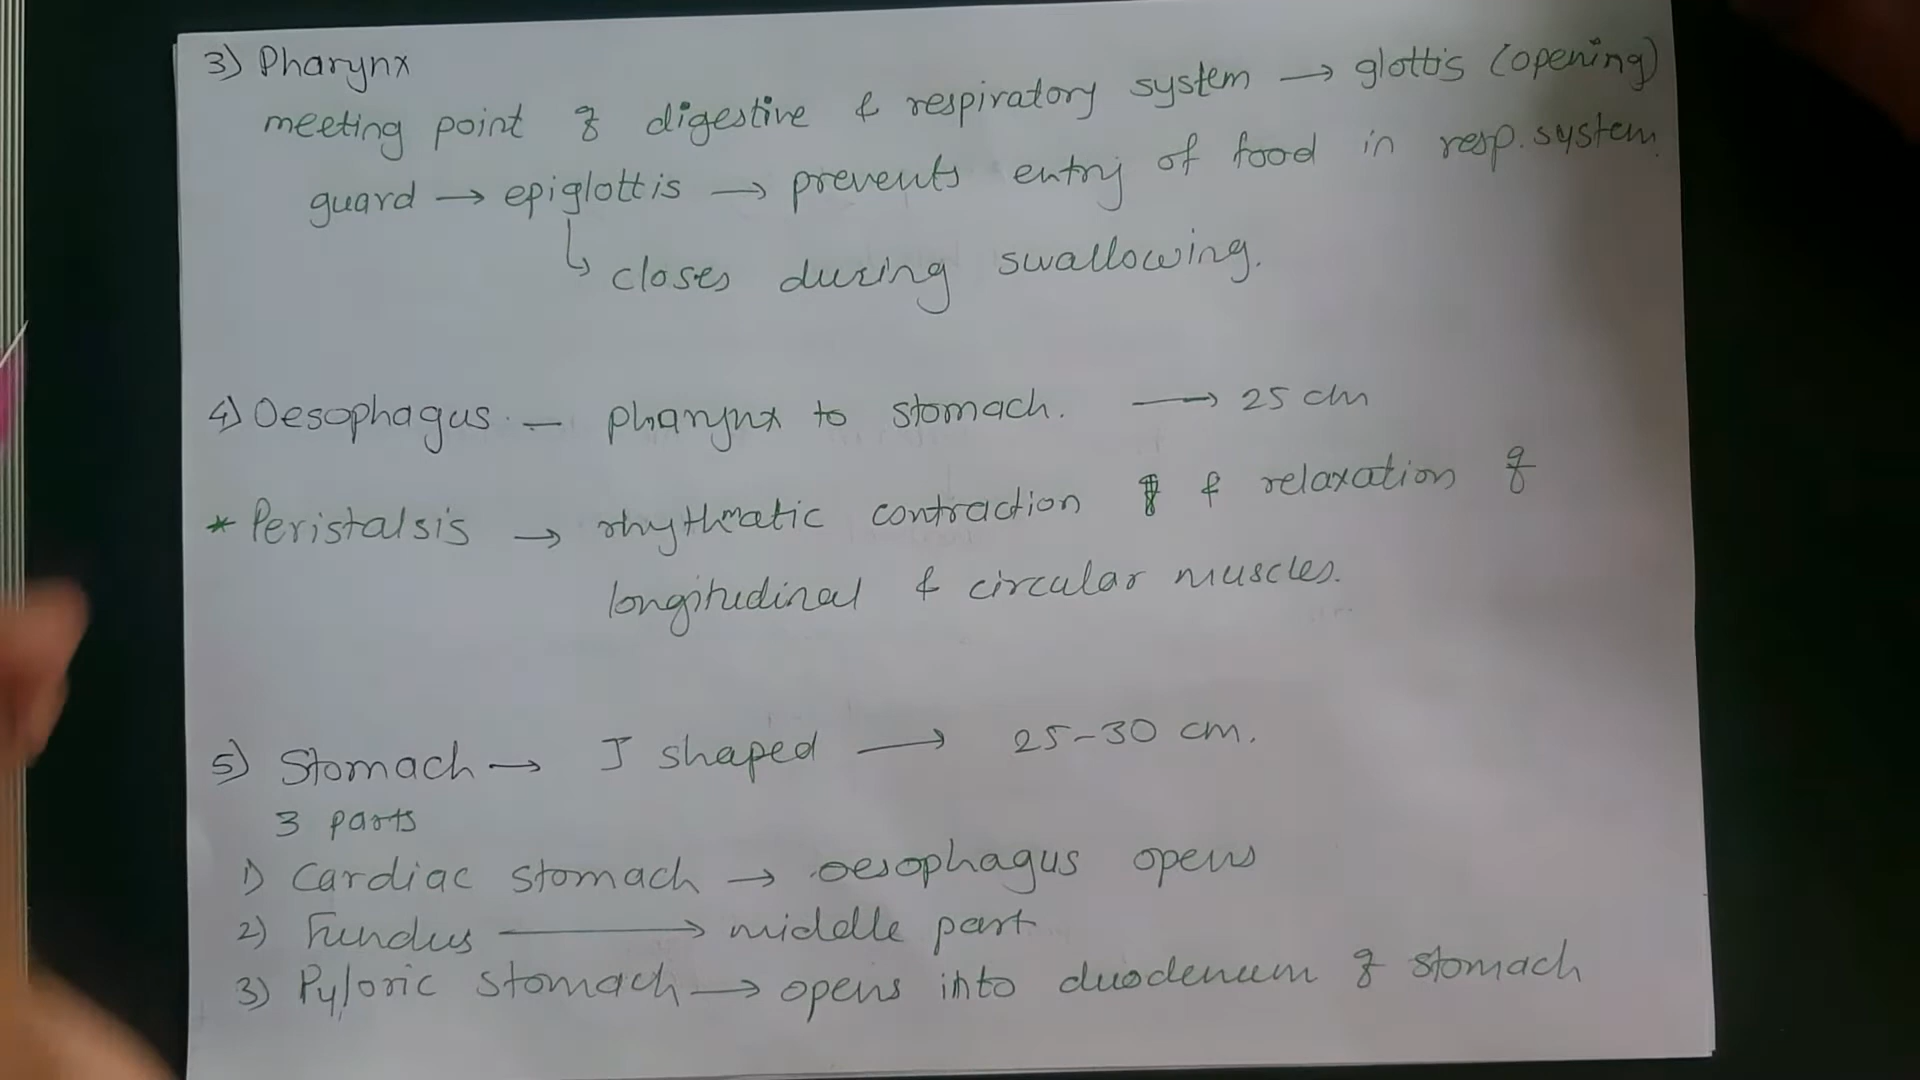 3) Pharynx
meeting point of digestive & respiratory system → glottis (opening)
guard → epiglottis → prevents entry of food in resp. system.
↳ closes during swallowing.
4) Oesophagus - pharynx to stomach. → 25 cm
* Peristalsis → rhythmatic contraction & relaxation of
longitudinal & circular muscles.
5) Stomach → J shaped → 25-30 cm.
3 parts
1) Cardiac stomach → oesophagus opens
2) Fundus → middle part
3) Pyloric stomach → opens into duodenum of stomach